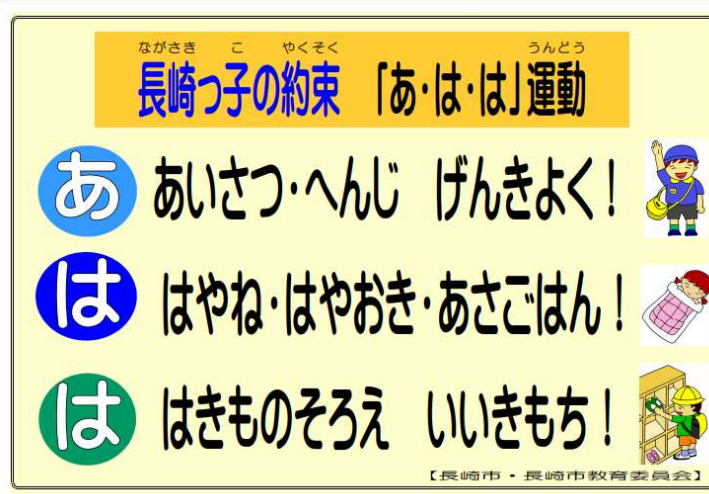 ながさき こ やくそく うんどう
長崎っ子の約束 「あ・は・は」運動
あ あいさつ・へんじ げんきよく!
は はやね・はやおき・あさごはん!
は はきものそろえ いいきもち!
【長崎市・長崎市教育委員会】